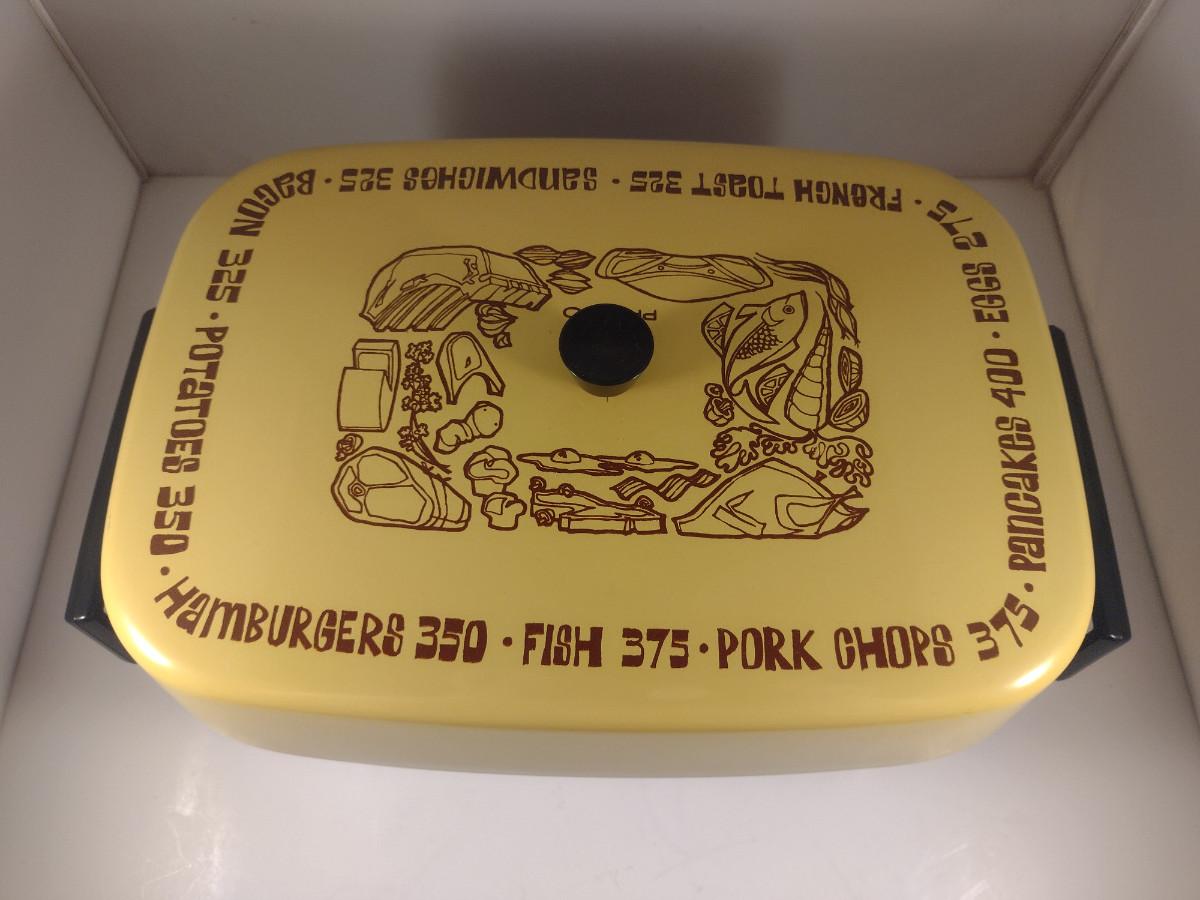 HamBURGERS 350 · FISH 375 · PORK CHOPS 375 ·
PancaKes 400 · EGGS 275 ·
FRENCH TOaST 325 · SanDWICHES 325 ·
BaCON 325 · POTaTOES 350 ·